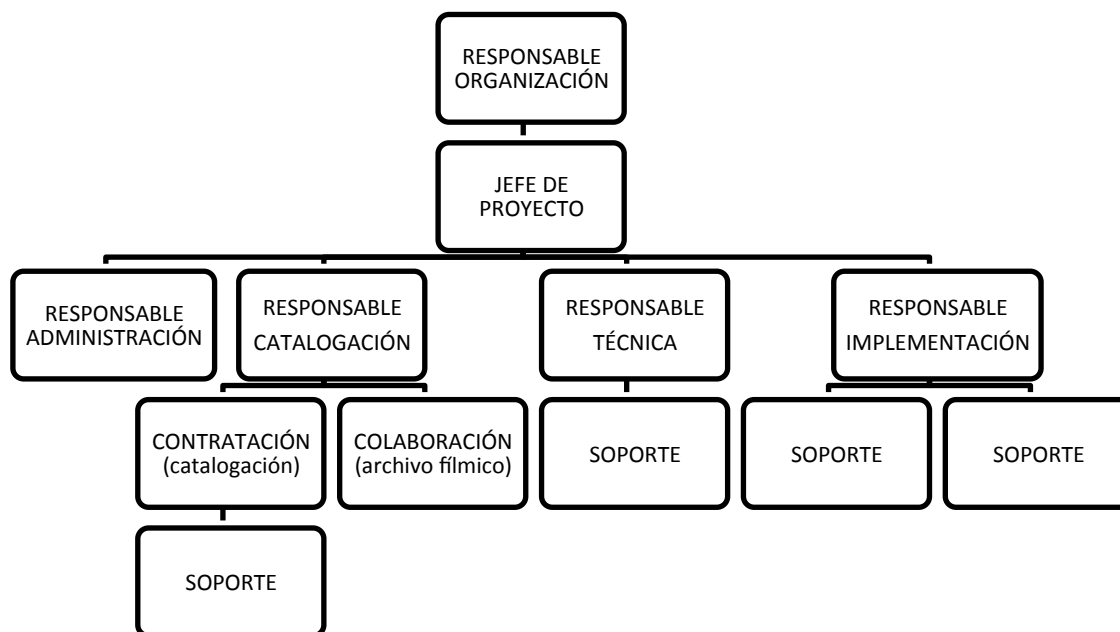 RESPONSABLE
ORGANIZACIÓN
JEFE DE
PROYECTO
RESPONSABLE
ADMINISTRACIÓN
RESPONSABLE
CATALOGACIÓN
RESPONSABLE
TÉCNICA
RESPONSABLE
IMPLEMENTACIÓN
CONTRATACIÓN
(catalogación)
COLABORACIÓN
(archivo fílmico)
SOPORTE
SOPORTE
SOPORTE
SOPORTE